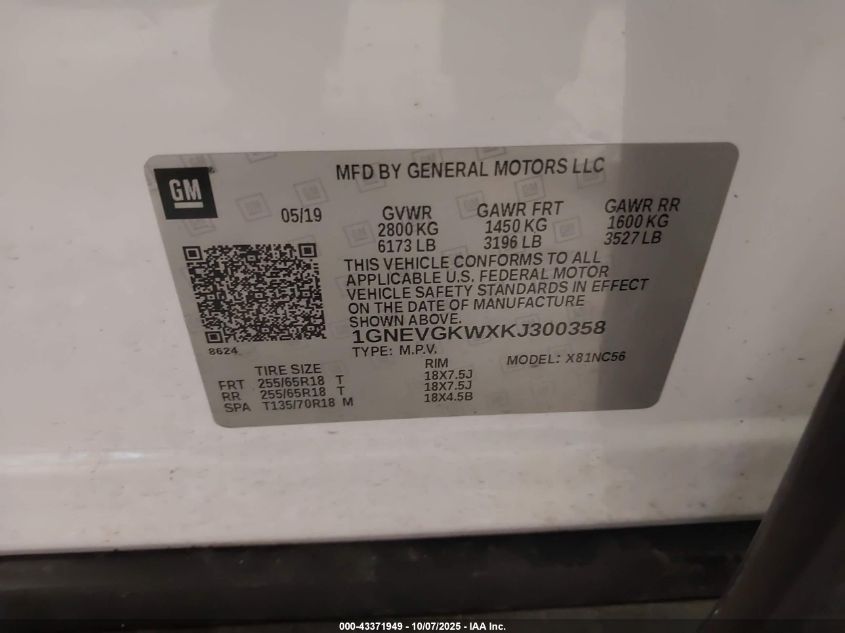 GM
MFD BY GENERAL MOTORS LLC
05/19 GVWR GAWR FRT GAWR RR
2800 KG 1450 KG 1600 KG
6173 LB 3196 LB 3527 LB
THIS VEHICLE CONFORMS TO ALL
APPLICABLE U.S. FEDERAL MOTOR
VEHICLE SAFETY STANDARDS IN EFFECT
ON THE DATE OF MANUFACTURE
SHOWN ABOVE.
1GNEVGKWXKJ300358
8624
TYPE: M.P.V. MODEL: X81NC56
TIRE SIZE RIM
FRT 255/65R18 T 18X7.5J
RR 255/65R18 T 18X7.5J
SPA T135/70R18 M 18X4.5B
000-43371949 - 10/07/2025 - IAA Inc.